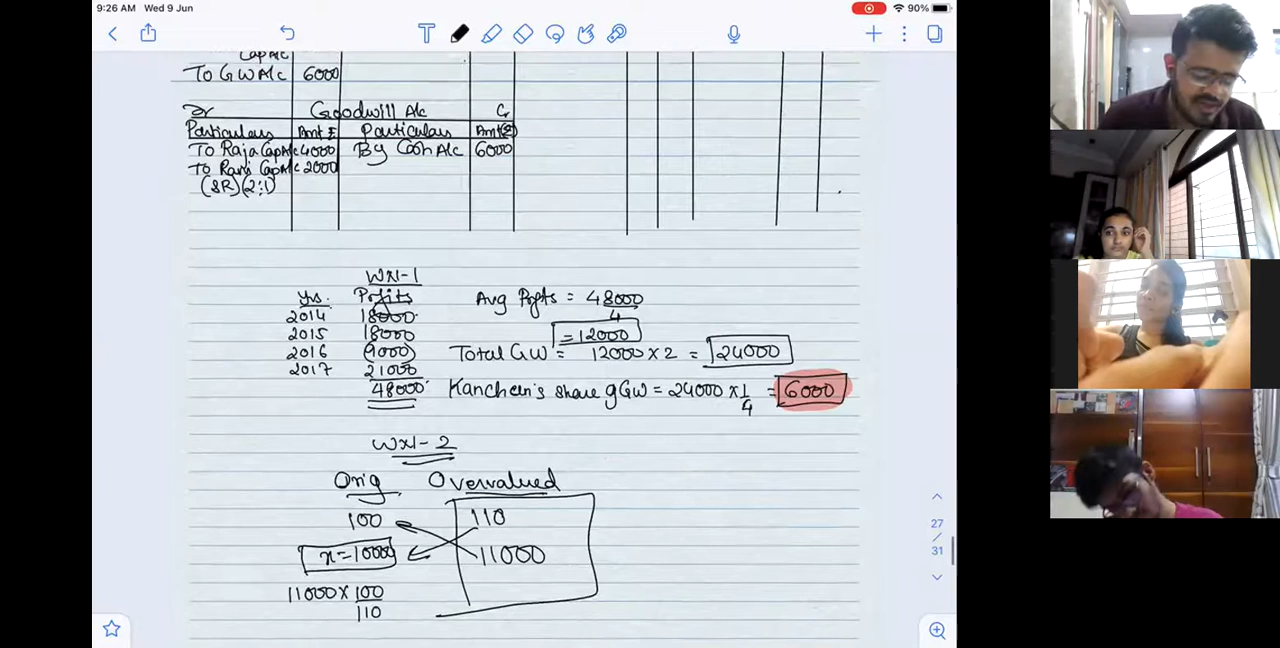 9:26 AM Wed 9 Jun
90%
Cap A/c
To GW A/c 6000
Dr Goodwill A/c Cr
Particulars Amt ₹ Particulars Amt(₹)
To Raja Cap A/c 4000 By Cash A/c 6000
To Rani Cap A/c 2000
(SR)(2:1)
WN-1
Yrs. Profits
2014 18000
2015 18000
2016 (9000)
2017 21000
48000
Avg Profits = 48000
4
= 12000
Total GW = 12000 × 2 = 24000
Kanchan's share of GW = 24000 × 1 = 6000
4
WN-2
Orig Overvalued
100 110
x = 10000 11000
11000 × 100
110
27
/
31